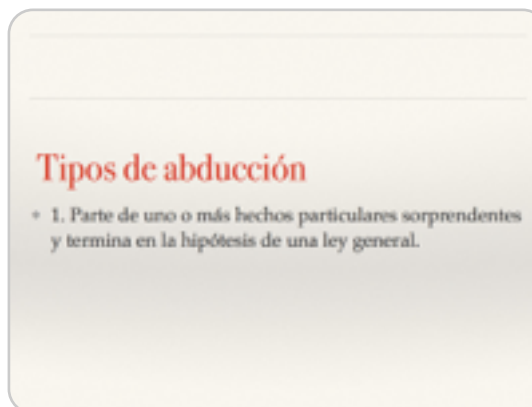 Tipos de abducción
1. Parte de uno o más hechos particulares sorprendentes
y termina en la hipótesis de una ley general.